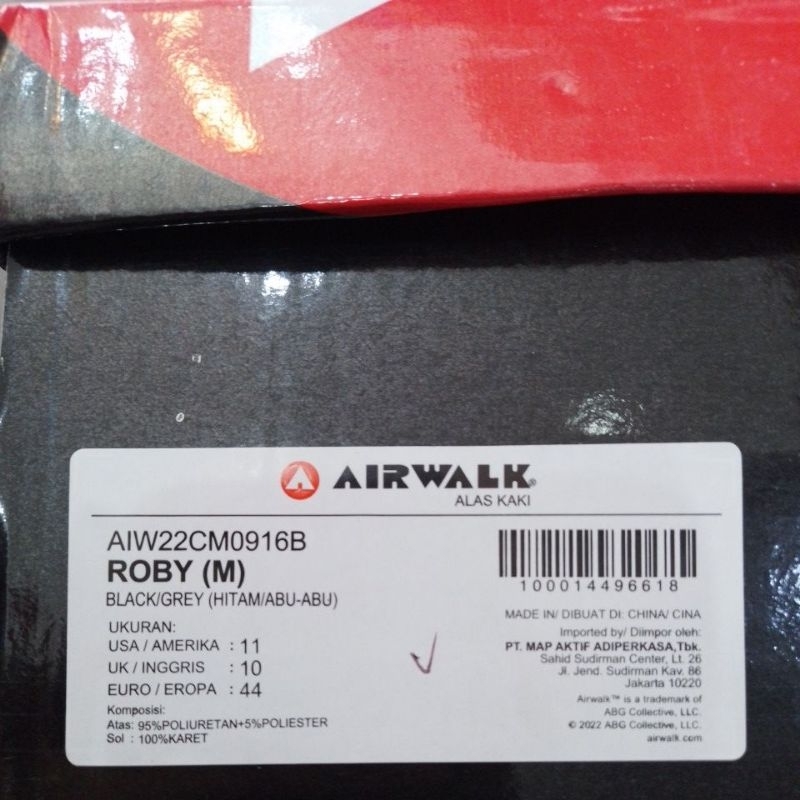 AIRWALK®
ALAS KAKI
AIW22CM0916B
ROBY (M)
BLACK/GREY (HITAM/ABU-ABU)
UKURAN:
USA / AMERIKA : 11
UK / INGGRIS : 10
EURO / EROPA : 44
Komposisi:
Atas: 95%POLIURETAN+5%POLIESTER
Sol : 100%KARET
100014496618
MADE IN/ DIBUAT DI: CHINA/ CINA
Imported by/ Diimpor oleh:
PT. MAP AKTIF ADIPERKASA,Tbk.
Sahid Sudirman Center, Lt. 26
Jl. Jend. Sudirman Kav. 86
Jakarta 10220
Airwalk™ is a trademark of
ABG Collective, LLC.
© 2022 ABG Collective, LLC.
airwalk.com